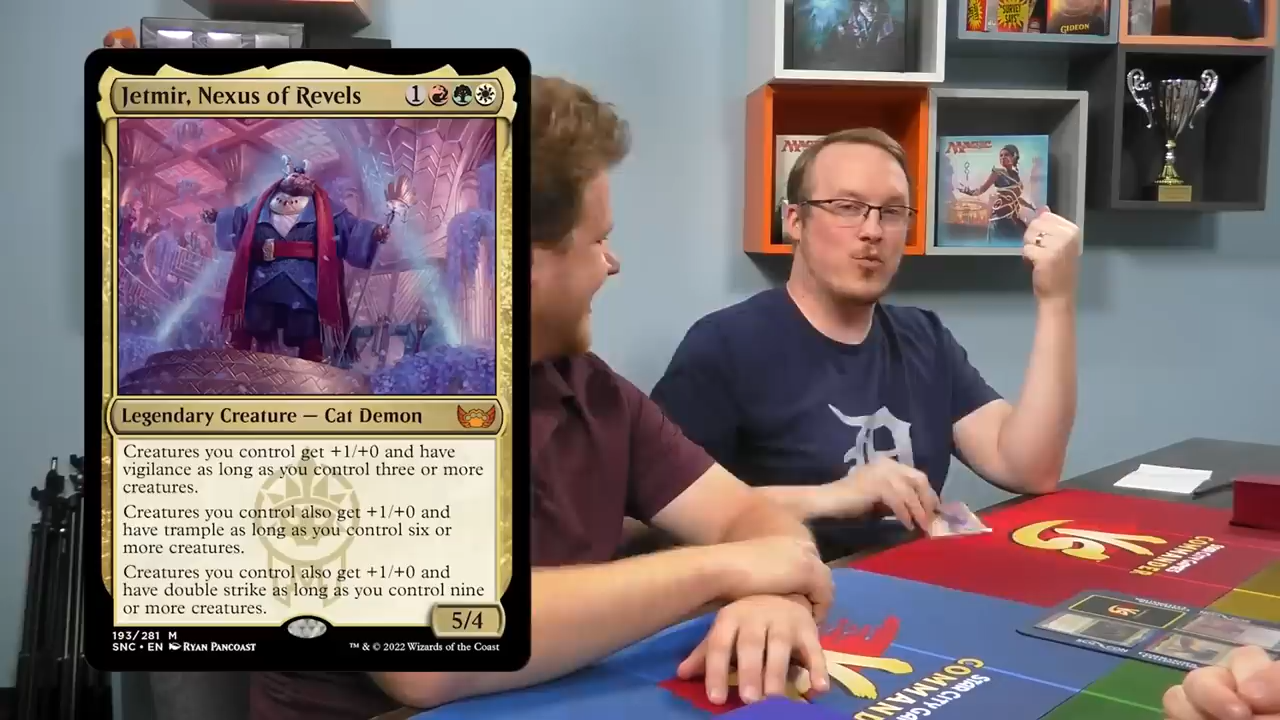 Jetmir, Nexus of Revels
1
Legendary Creature — Cat Demon
Creatures you control get +1/+0 and have
vigilance as long as you control three or more
creatures.
Creatures you control also get +1/+0 and
have trample as long as you control six or
more creatures.
Creatures you control also get +1/+0 and
have double strike as long as you control nine
or more creatures.
5/4
193/281 M
SNC • EN RYAN PANCOAST
™ & © 2022 Wizards of the Coast
SURVEY
SAYS
GIDEON
MAGIC
D
STAR CITY GAMES
COMMANDER